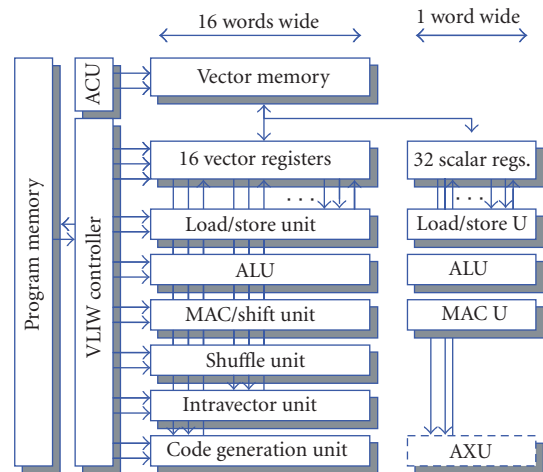 16 words wide
1 word wide
Program memory
ACU
VLIW controller
Vector memory
16 vector registers
32 scalar regs.
. . .
. . .
Load/store unit
Load/store U
ALU
ALU
MAC/shift unit
MAC U
Shuffle unit
Intravector unit
Code generation unit
AXU